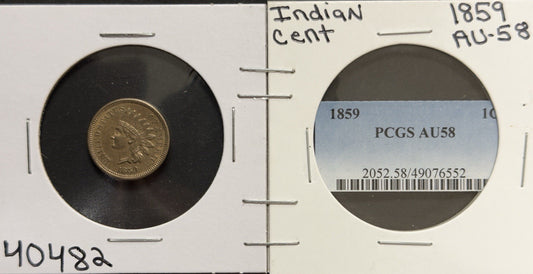 40482
Indian 1859
Cent AU-58
1859 1C
PCGS AU58
2052.58/49076552